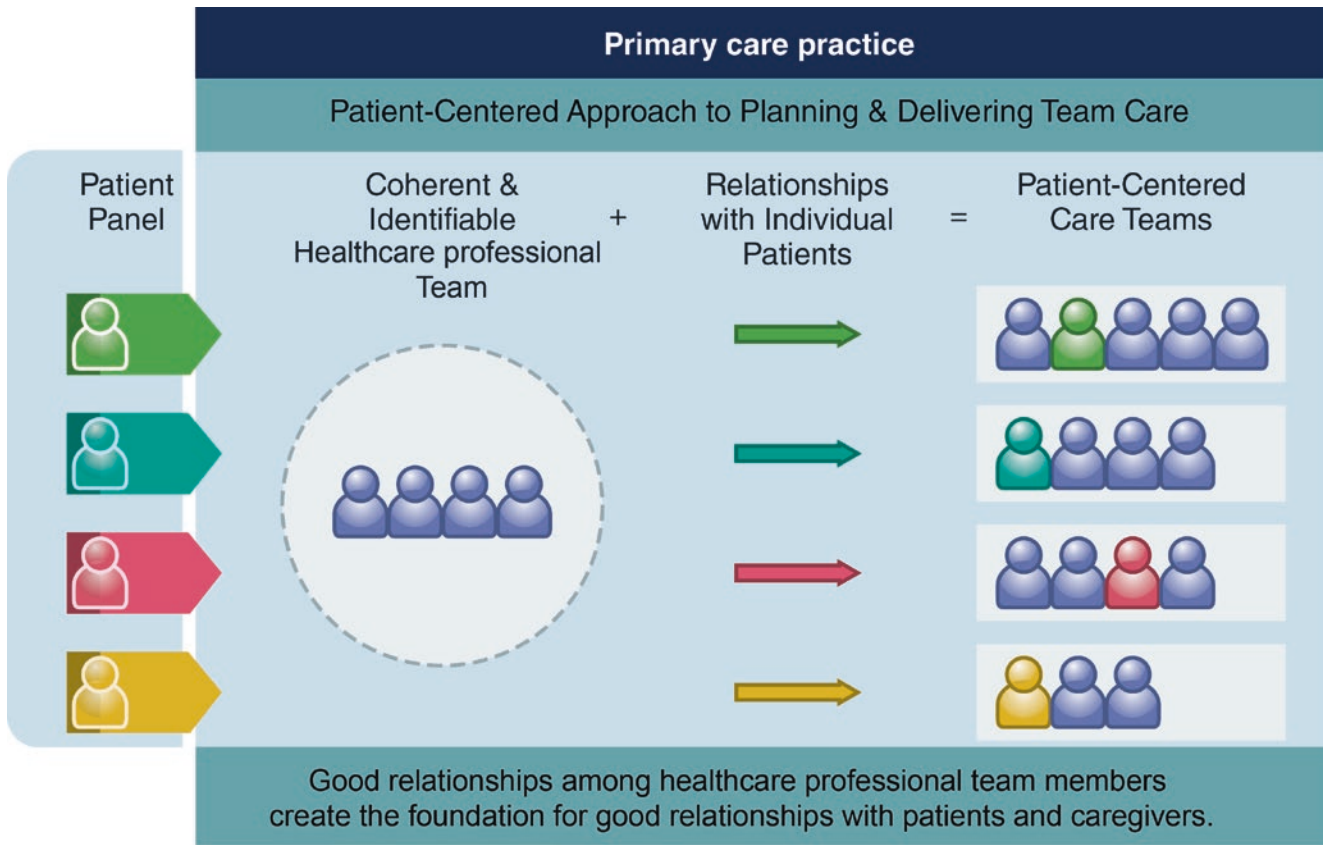 Primary care practice
Patient-Centered Approach to Planning & Delivering Team Care
Patient
Panel
Coherent &
Identifiable
Healthcare professional
Team
+
Relationships
with Individual
Patients
=
Patient-Centered
Care Teams
Good relationships among healthcare professional team members
create the foundation for good relationships with patients and caregivers.